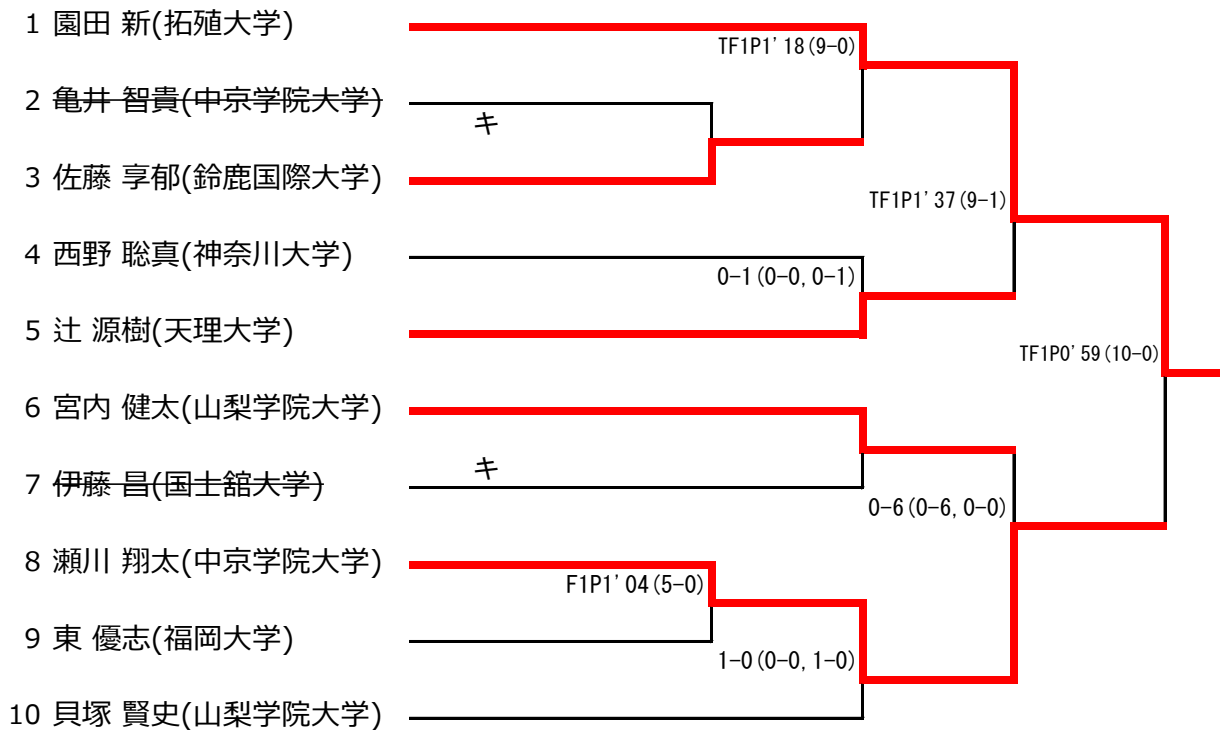 1 園田 新(拓殖大学)
TF1P1'18(9-0)
2 亀井 智貴(中京学院大学)
キ
3 佐藤 享郁(鈴鹿国際大学)
TF1P1'37(9-1)
4 西野 聡真(神奈川大学)
0-1(0-0,0-1)
5 辻 源樹(天理大学)
TF1P0'59(10-0)
6 宮内 健太(山梨学院大学)
キ
7 伊藤 昌(国士舘大学)
0-6(0-6,0-0)
8 瀬川 翔太(中京学院大学)
F1P1'04(5-0)
9 東 優志(福岡大学)
1-0(0-0,1-0)
10 貝塚 賢史(山梨学院大学)